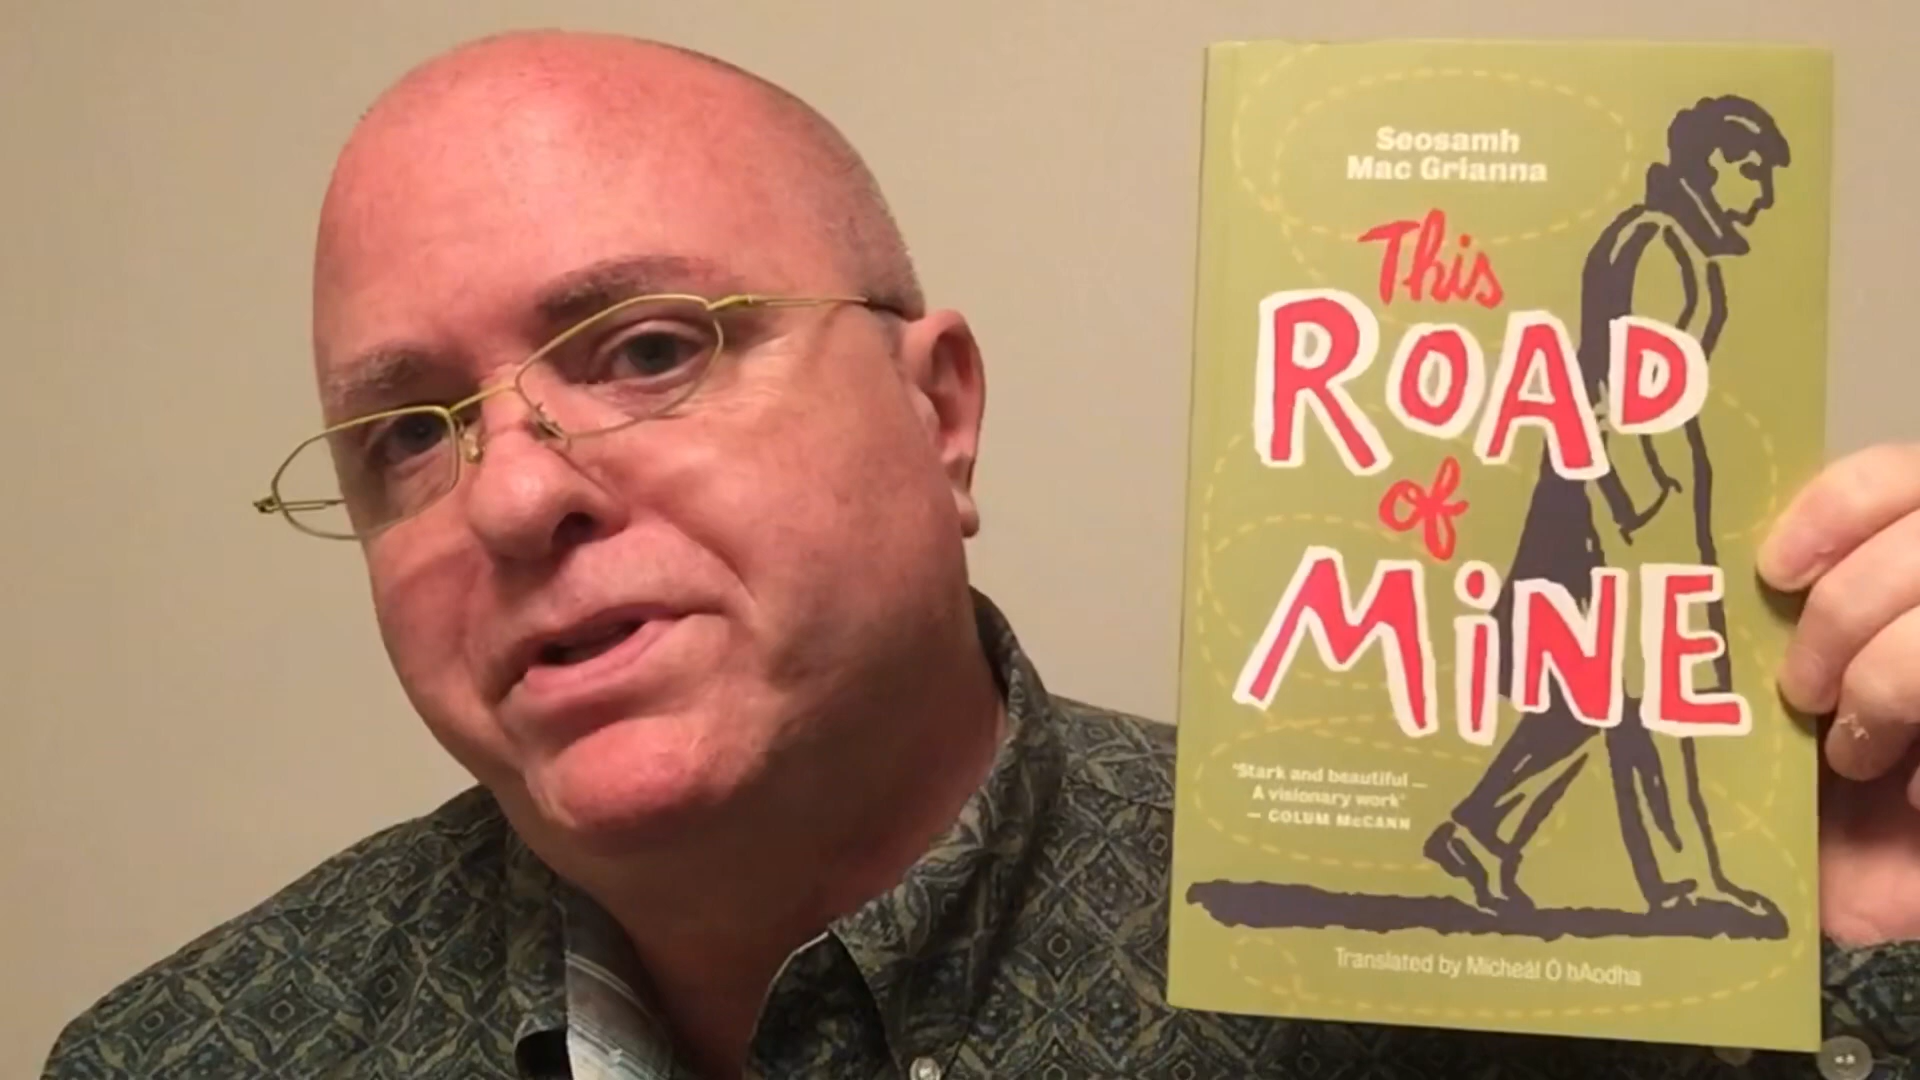 Seosamh
Mac Grianna
This
ROAD
of
MiNE
'Stark and beautiful —
A visionary work'
— COLUM McCANN
Translated by Mícheál Ó hAodha